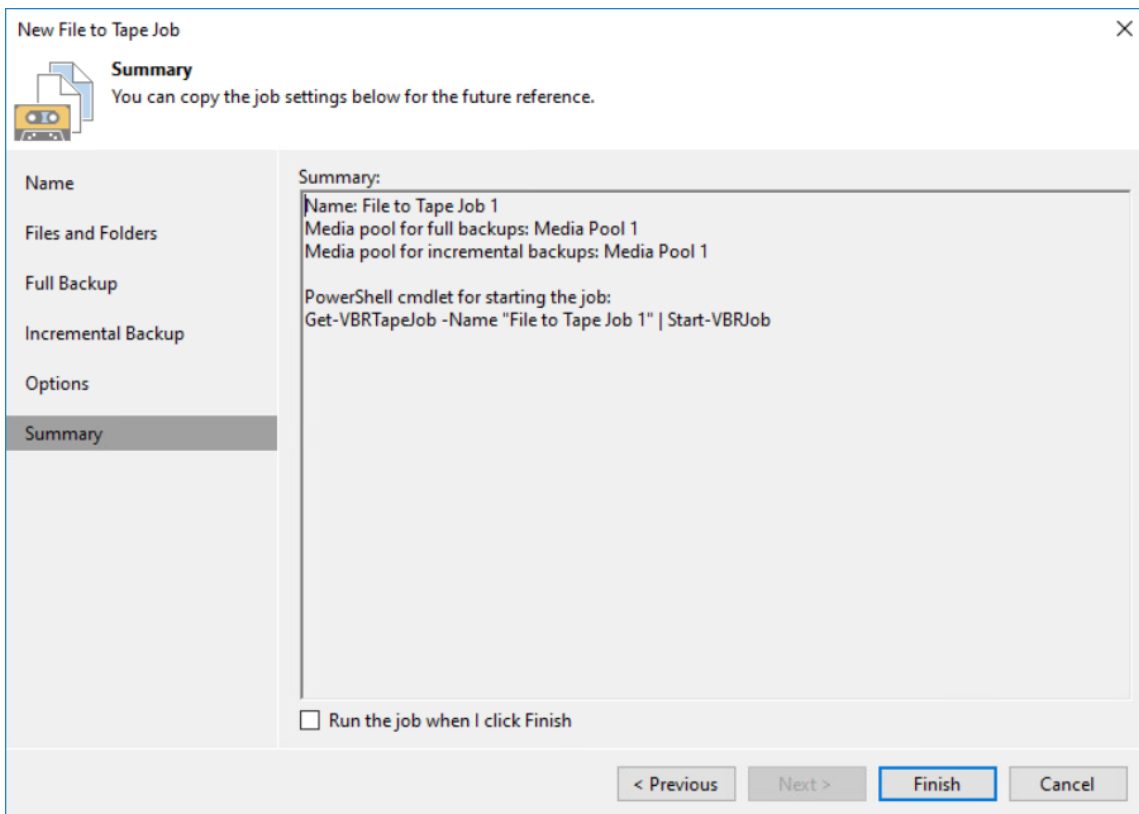 New File to Tape Job
Summary
You can copy the job settings below for the future reference.
Name
Files and Folders
Full Backup
Incremental Backup
Options
Summary
Summary:
Name: File to Tape Job 1
Media pool for full backups: Media Pool 1
Media pool for incremental backups: Media Pool 1
PowerShell cmdlet for starting the job:
Get-VBRTapeJob -Name "File to Tape Job 1" | Start-VBRJob
Run the job when I click Finish
< Previous
Next >
Finish
Cancel